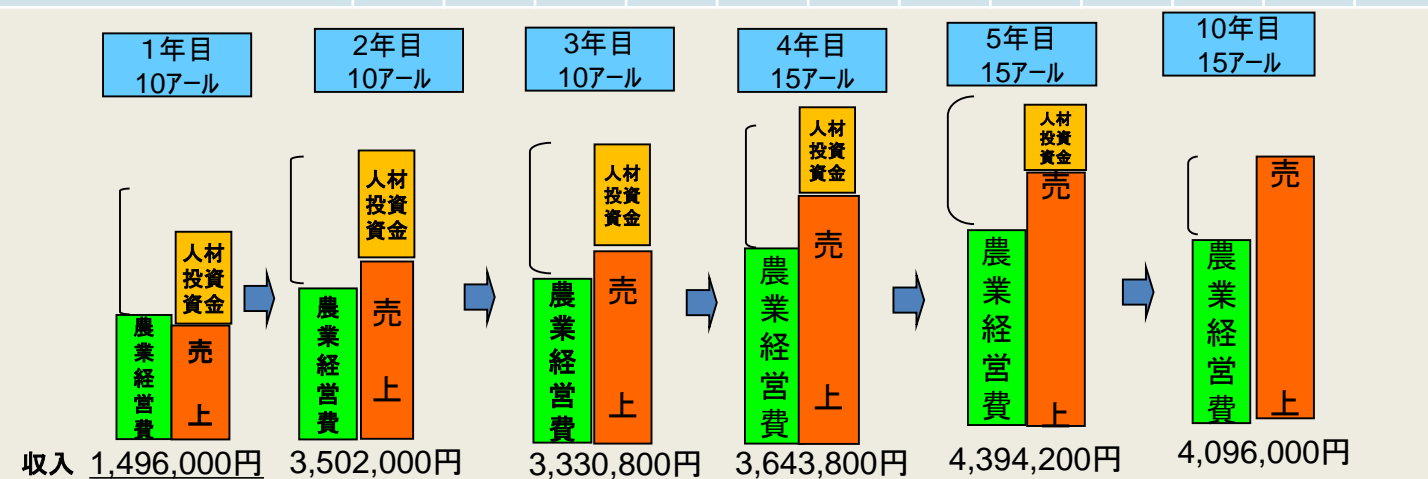 1年目
10アール
2年目
10アール
3年目
10アール
4年目
15アール
5年目
15アール
10年目
15アール
人材
投資
資金
農業経営費
売上
人材
投資
資金
農業経営費
売上
人材
投資
資金
農業経営費
売上
人材
投資
資金
農業経営費
売上
人材
投資
資金
農業経営費
売上
農業経営費
売上
収入 1,496,000円 3,502,000円 3,330,800円 3,643,800円 4,394,200円 4,096,000円